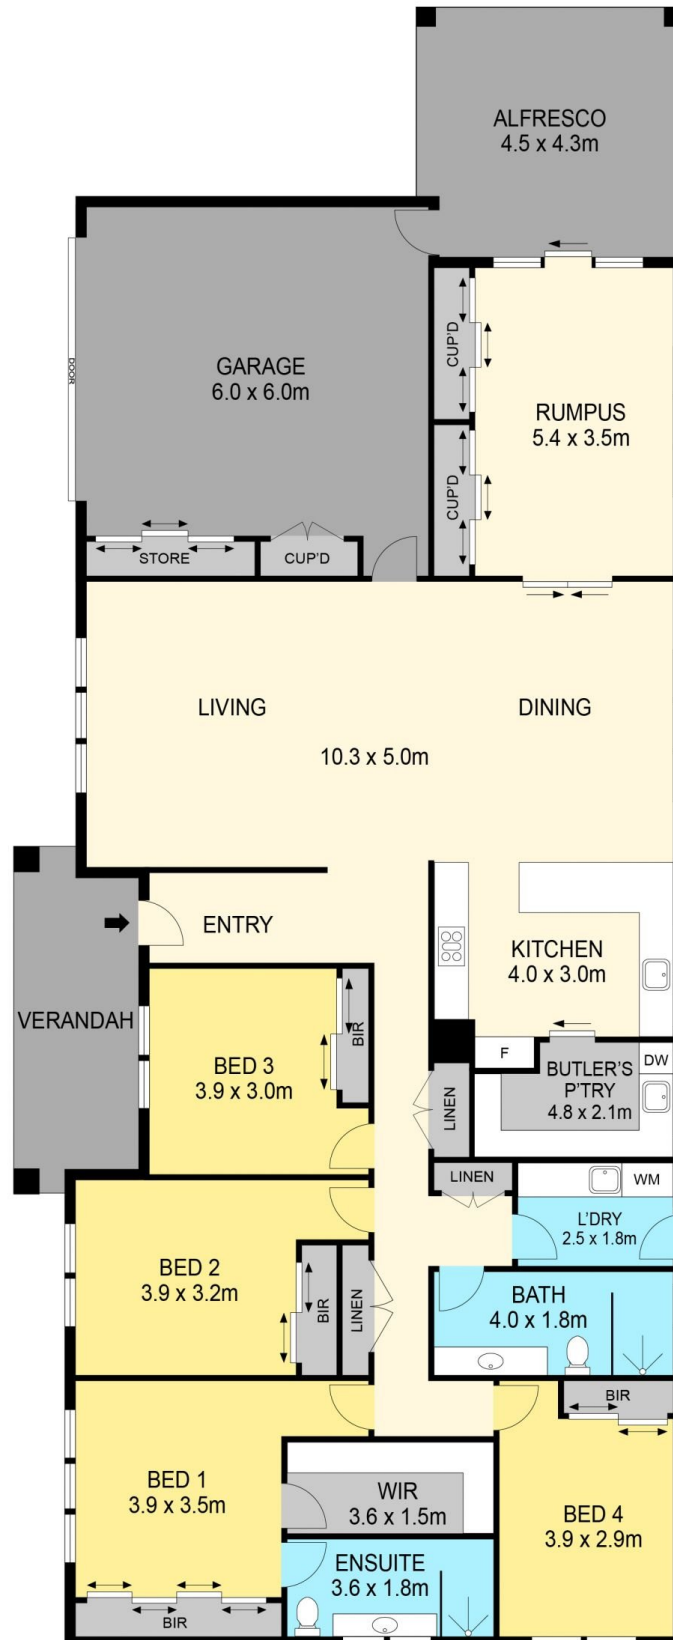 ALFRESCO
4.5 x 4.3m
GARAGE
6.0 x 6.0m
DOOR
CUP'D
RUMPUS
5.4 x 3.5m
CUP'D
STORE
CUP'D
LIVING
DINING
10.3 x 5.0m
ENTRY
KITCHEN
4.0 x 3.0m
VERANDAH
BED 3
3.9 x 3.0m
BIR
F
BUTLER'S
P'TRY
4.8 x 2.1m
DW
LINEN
LINEN
WM
L'DRY
2.5 x 1.8m
BED 2
3.9 x 3.2m
BIR
LINEN
BATH
4.0 x 1.8m
BIR
BED 1
3.9 x 3.5m
WIR
3.6 x 1.5m
BED 4
3.9 x 2.9m
ENSUITE
3.6 x 1.8m
BIR